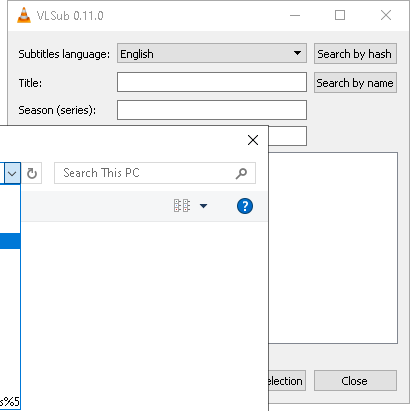 VLSub 0.11.0
Subtitles language: English Search by hash
Title: Search by name
Season (series):
Search This PC
?
s%5
election Close